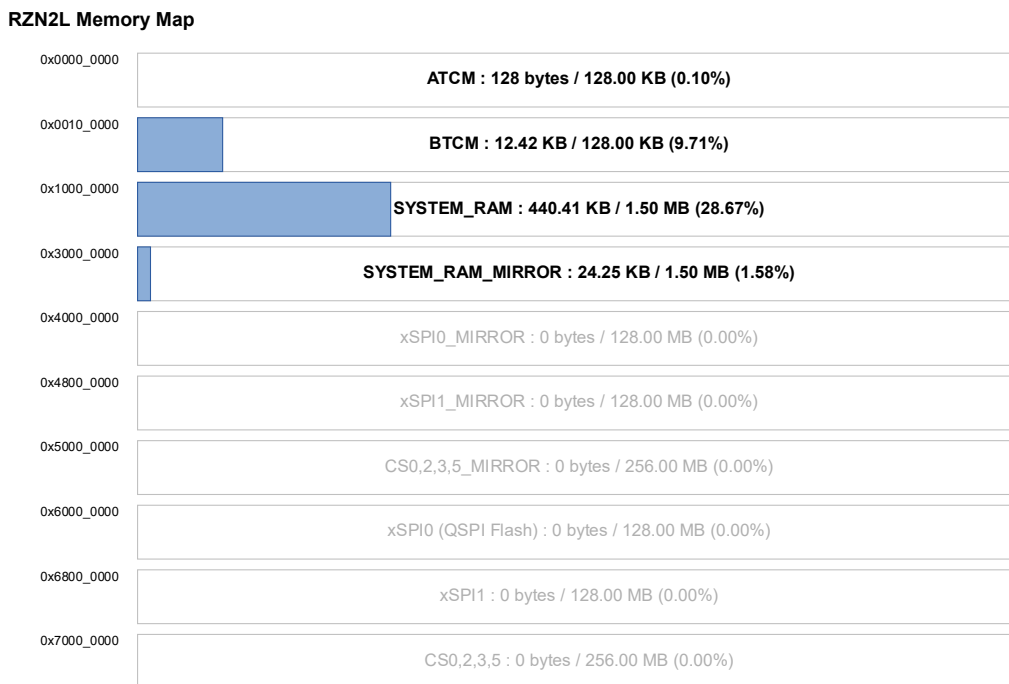 RZN2L Memory Map
0x0000_0000
ATCM : 128 bytes / 128.00 KB (0.10%)
0x0010_0000
BTCM : 12.42 KB / 128.00 KB (9.71%)
0x1000_0000
SYSTEM_RAM : 440.41 KB / 1.50 MB (28.67%)
0x3000_0000
SYSTEM_RAM_MIRROR : 24.25 KB / 1.50 MB (1.58%)
0x4000_0000
xSPI0_MIRROR : 0 bytes / 128.00 MB (0.00%)
0x4800_0000
xSPI1_MIRROR : 0 bytes / 128.00 MB (0.00%)
0x5000_0000
CS0,2,3,5_MIRROR : 0 bytes / 256.00 MB (0.00%)
0x6000_0000
xSPI0 (QSPI Flash) : 0 bytes / 128.00 MB (0.00%)
0x6800_0000
xSPI1 : 0 bytes / 128.00 MB (0.00%)
0x7000_0000
CS0,2,3,5 : 0 bytes / 256.00 MB (0.00%)